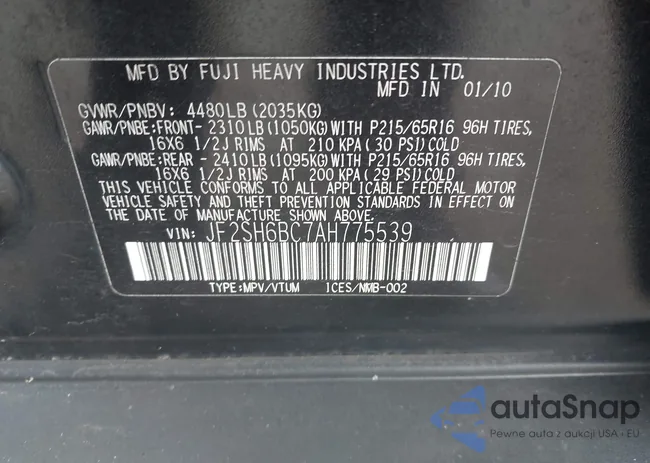 MFD BY FUJI HEAVY INDUSTRIES LTD.
MFD IN 01/10
GVWR/PNBV: 4480LB (2035KG)
GAWR/PNBE:FRONT- 2310 LB (1050KG) WITH P215/65R16 96H TIRES,
16X6 1/2J RIMS AT 210 KPA ( 30 PSI) COLD
GAWR/PNBE:REAR - 2410 LB (1095KG) WITH P215/65R16 96H TIRES,
16X6 1/2J RIMS AT 200 KPA ( 29 PSI) COLD
THIS VEHICLE CONFORMS TO ALL APPLICABLE FEDERAL MOTOR
VEHICLE SAFETY AND THEFT PREVENTION STANDARDS IN EFFECT ON
THE DATE OF MANUFACTURE SHOWN ABOVE.
VIN: JF2SH6BC7AH775539
TYPE:MPV/VTUM ICES/NMB-002
autaSnap
Pewne auta z aukcji USA - EU